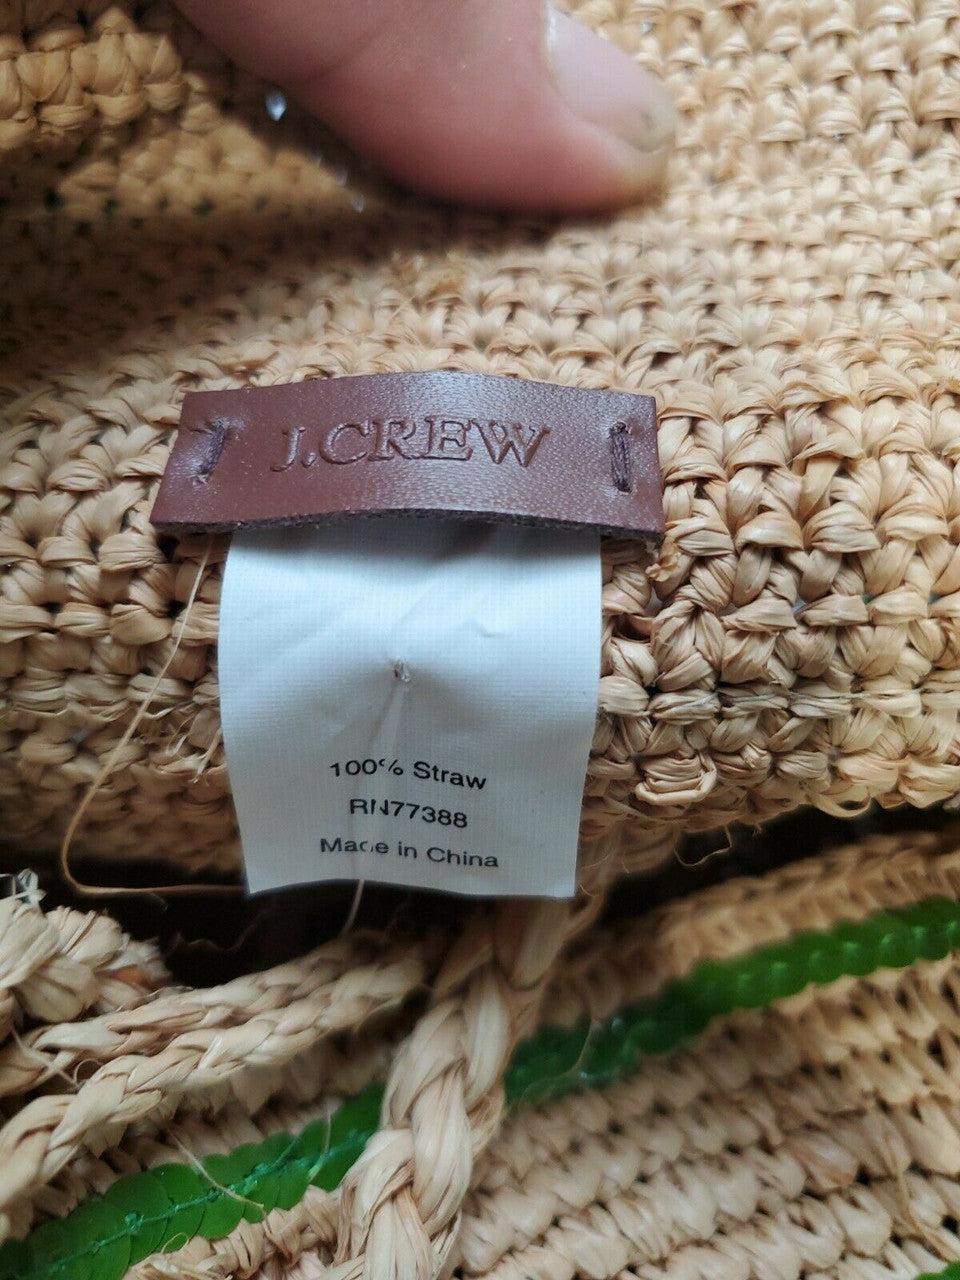 J.CREW
100% Straw
RN77388
Made in China